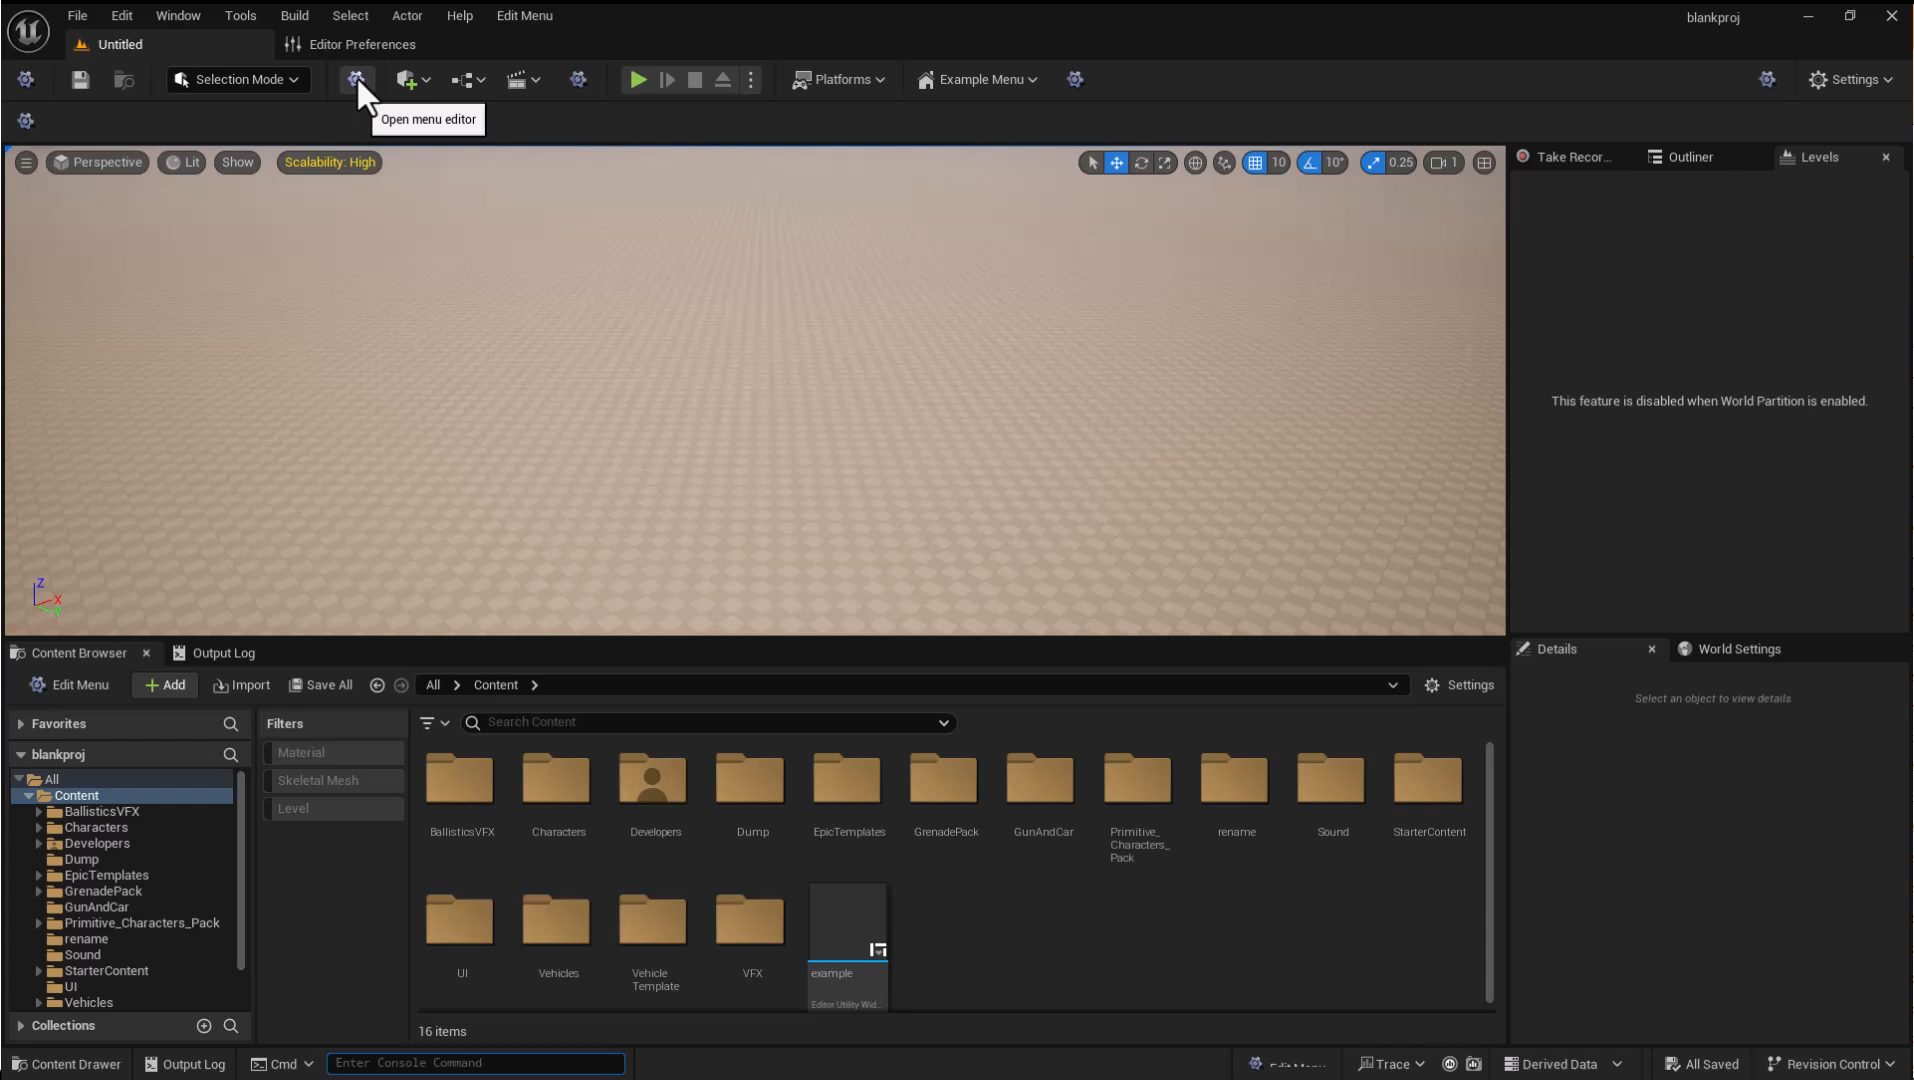 File Edit Window Tools Build Select Actor Help Edit Menu
blankproj
Untitled
Editor Preferences
Selection Mode
Platforms
Example Menu
Settings
Open menu editor
Perspective
Lit
Show
Scalability: High
10
10°
0.25
1
Take Recor...
Outliner
Levels
This feature is disabled when World Partition is enabled.
Z
X
Y
Content Browser
Output Log
Details
World Settings
Select an object to view details.
Edit Menu
Add
Import
Save All
All
Content
Settings
Favorites
Filters
Search Content
blankproj
Material
Skeletal Mesh
Level
All
Content
BallisticsVFX
Characters
Developers
Dump
EpicTemplates
GrenadePack
GunAndCar
Primitive_Characters_Pack
rename
Sound
StarterContent
UI
Vehicles
Collections
BallisticsVFX
Characters
Developers
Dump
EpicTemplates
GrenadePack
GunAndCar
Primitive_
Characters_
Pack
rename
Sound
StarterContent
UI
Vehicles
Vehicle
Template
VFX
example
Editor Utility Wid...
16 items
Content Drawer
Output Log
Cmd
Enter Console Command
Trace
Derived Data
All Saved
Revision Control